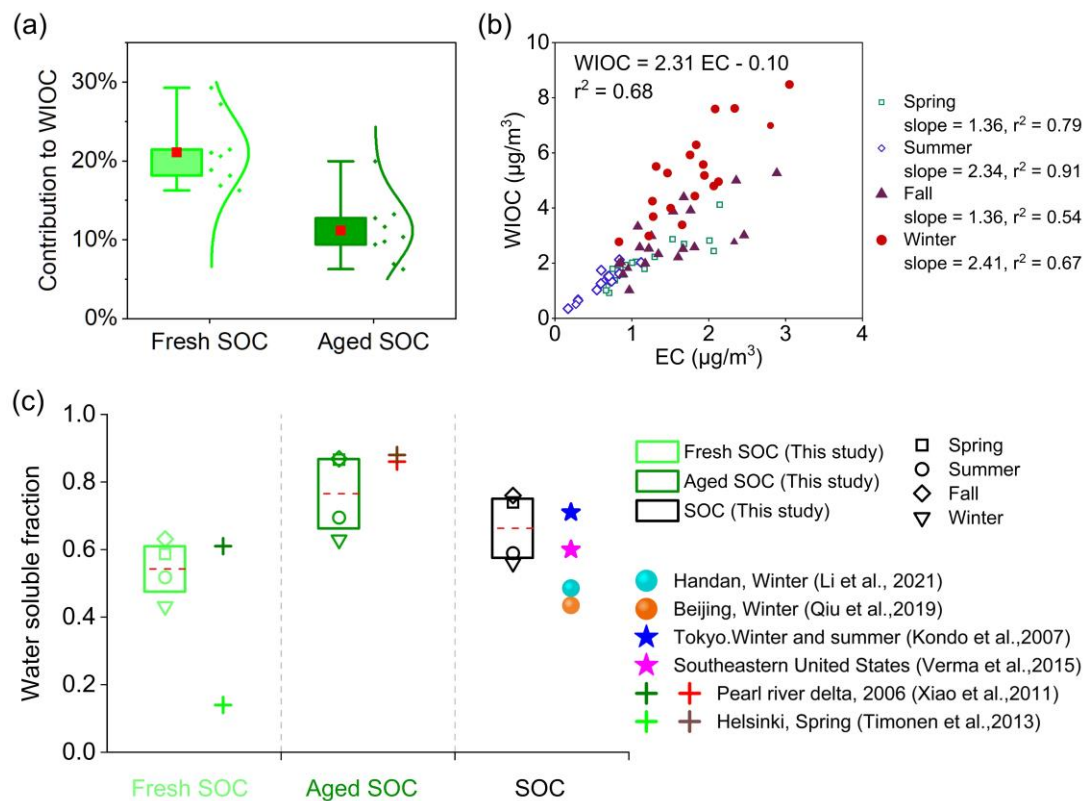 (a)
Contribution to WIOC
30%
20%
10%
0%
Fresh SOC
Aged SOC
(b)
WIOC (μg/m³)
10
8
6
4
2
0
WIOC = 2.31 EC - 0.10
r² = 0.68
0
1
2
3
4
EC (μg/m³)
Spring
slope = 1.36, r² = 0.79
Summer
slope = 2.34, r² = 0.91
Fall
slope = 1.36, r² = 0.54
Winter
slope = 2.41, r² = 0.67
(c)
Water soluble fraction
1.0
0.8
0.6
0.4
0.2
0.0
Fresh SOC
Aged SOC
SOC
Fresh SOC (This study)
Aged SOC (This study)
SOC (This study)
Spring
Summer
Fall
Winter
Handan, Winter (Li et al., 2021)
Beijing, Winter (Qiu et al.,2019)
Tokyo.Winter and summer (Kondo et al.,2007)
Southeastern United States (Verma et al.,2015)
Pearl river delta, 2006 (Xiao et al.,2011)
Helsinki, Spring (Timonen et al.,2013)